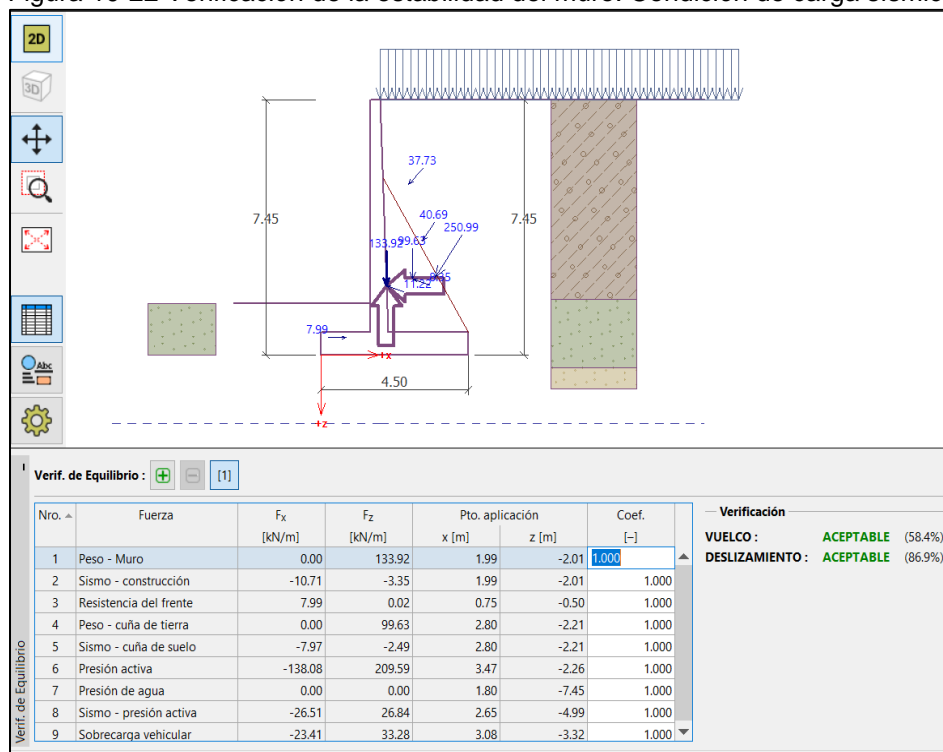 Figura 10-22 Verificación de la estabilidad del muro. Condición de carga sísmica
2D
3D
37.73
7.45
40.69
7.45
250.99
133.92
99.63
11.22
7.99
+x
4.50
+z
Abc
Verif. de Equilibrio : [1]
Nro. Fuerza Fx Fz Pto. aplicación Coef.
[kN/m] [kN/m] x [m] z [m] [–]
1 Peso - Muro 0.00 133.92 1.99 -2.01 1.000
2 Sismo - construcción -10.71 -3.35 1.99 -2.01 1.000
3 Resistencia del frente 7.99 0.02 0.75 -0.50 1.000
4 Peso - cuña de tierra 0.00 99.63 2.80 -2.21 1.000
5 Sismo - cuña de suelo -7.97 -2.49 2.80 -2.21 1.000
6 Presión activa -138.08 209.59 3.47 -2.26 1.000
7 Presión de agua 0.00 0.00 1.80 -7.45 1.000
8 Sismo - presión activa -26.51 26.84 2.65 -4.99 1.000
9 Sobrecarga vehicular -23.41 33.28 3.08 -3.32 1.000
Verificación
VUELCO : ACEPTABLE (58.4%)
DESLIZAMIENTO : ACEPTABLE (86.9%)
Verif. de Equilibrio